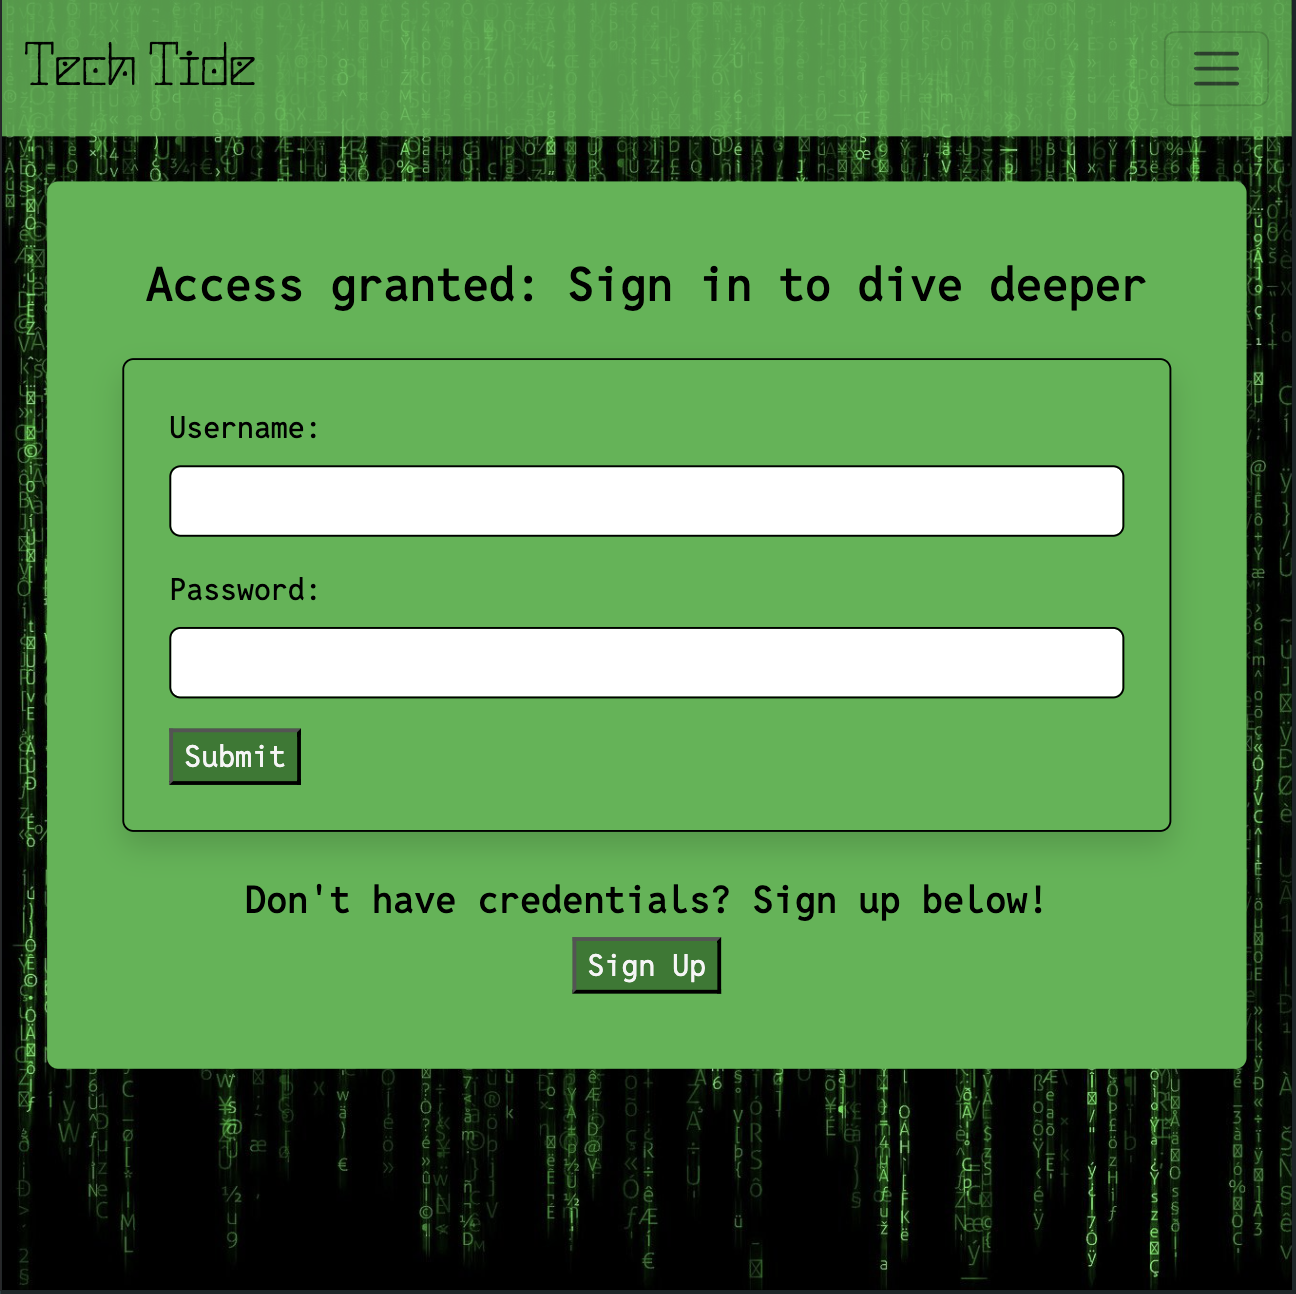 Tech Tide
Access granted: Sign in to dive deeper
Username:
Password:
Submit
Don't have credentials? Sign up below!
Sign Up